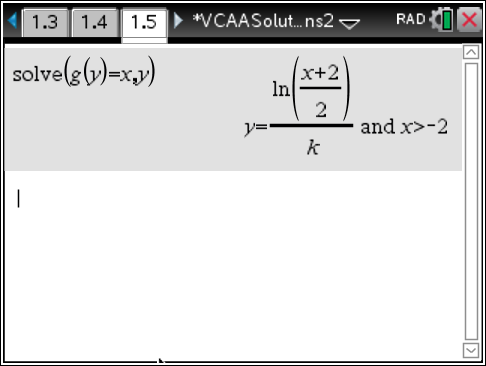 1.3 1.4 1.5 *VCAASolut...ns2 RAD
solve(g(y)=x,y)
y=ln((x+2)/2)/k and x>-2